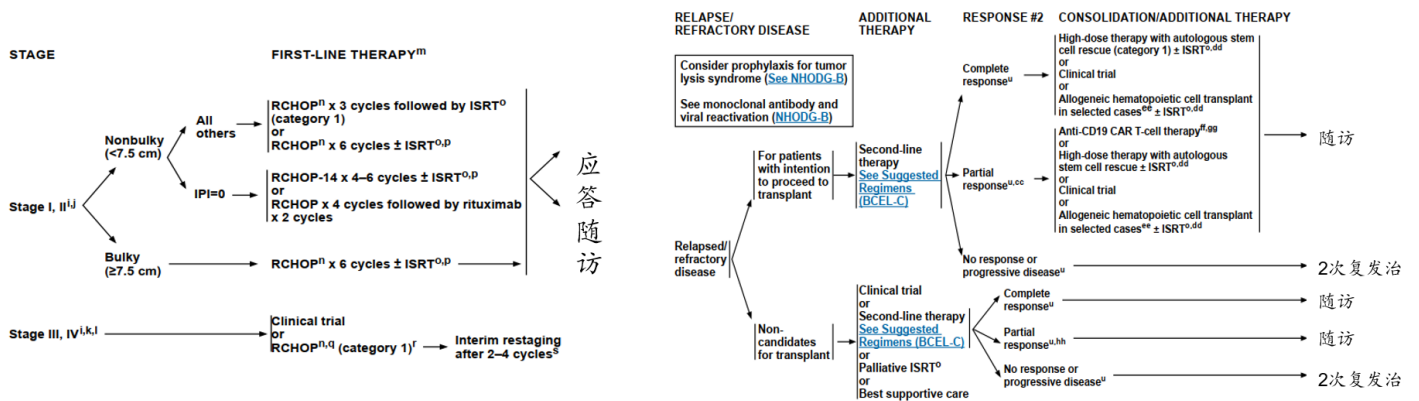 STAGE
FIRST-LINE THERAPYᵐ
Stage I, IIⁱ,ʲ
Nonbulky
(<7.5 cm)
All
others
RCHOPⁿ x 3 cycles followed by ISRTᵒ
(category 1)
or
RCHOPⁿ x 6 cycles ± ISRTᵒ,ᵖ
IPI=0
RCHOP-14 x 4–6 cycles ± ISRTᵒ,ᵖ
or
RCHOP x 4 cycles followed by rituximab
x 2 cycles
Bulky
(≥7.5 cm)
RCHOPⁿ x 6 cycles ± ISRTᵒ,ᵖ
应
答
随
访
Stage III, IVⁱ,ᵏ,ˡ
Clinical trial
or
RCHOPⁿ,q (category 1)ʳ
Interim restaging
after 2–4 cyclesˢ
RELAPSE/
REFRACTORY DISEASE
ADDITIONAL
THERAPY
RESPONSE #2
CONSOLIDATION/ADDITIONAL THERAPY
Consider prophylaxis for tumor
lysis syndrome (See NHODG-B)
See monoclonal antibody and
viral reactivation (NHODG-B)
Relapsed/
refractory
disease
For patients
with intention
to proceed to
transplant
Second-line
therapy
See Suggested
Regimens
(BCEL-C)
Complete
responseᵘ
High-dose therapy with autologous stem
cell rescue (category 1) ± ISRTᵒ,ᵈᵈ
or
Clinical trial
or
Allogeneic hematopoietic cell transplant
in selected casesᵉᵉ ± ISRTᵒ,ᵈᵈ
Partial
responseᵘ,ᶜᶜ
Anti-CD19 CAR T-cell therapyᶠᶠ,ᵍᵍ
or
High-dose therapy with autologous
stem cell rescue ± ISRTᵒ,ᵈᵈ
or
Clinical trial
or
Allogeneic hematopoietic cell transplant
in selected casesᵉᵉ ± ISRTᵒ,ᵈᵈ
随访
No response or
progressive diseaseᵘ
2次复发治
Non-
candidates
for transplant
Clinical trial
or
Second-line therapy
See Suggested
Regimens (BCEL-C)
or
Palliative ISRTᵒ
or
Best supportive care
Complete
responseᵘ
随访
Partial
responseᵘ,ʰʰ
随访
No response or
progressive diseaseᵘ
2次复发治